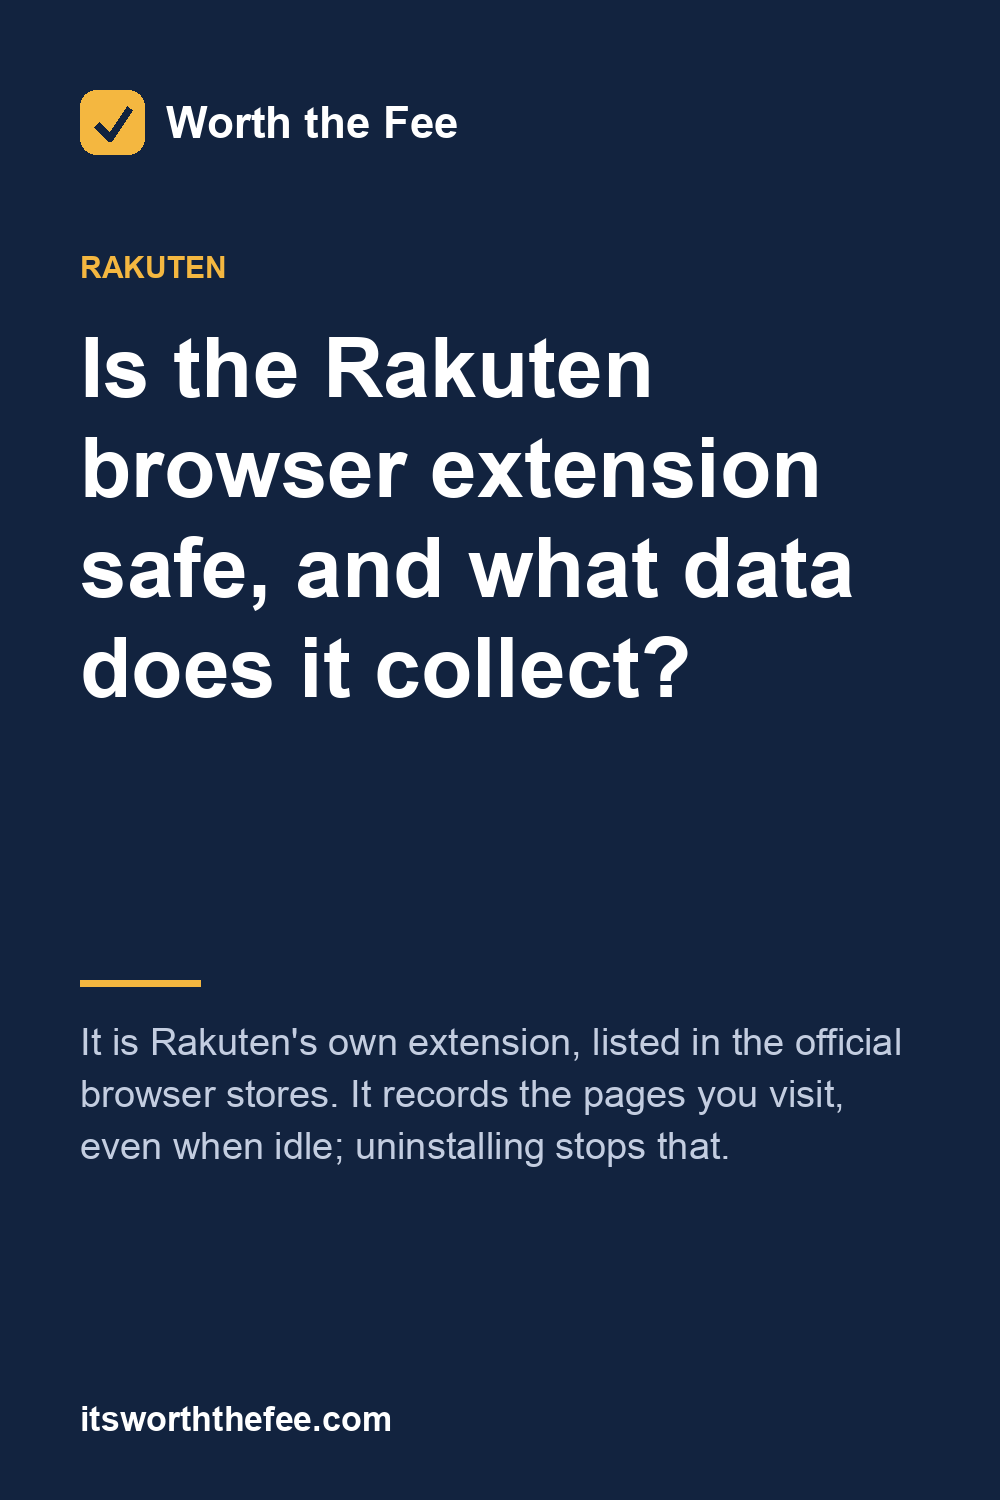 Worth the Fee
RAKUTEN
Is the Rakuten
browser extension
safe, and what data
does it collect?
It is Rakuten's own extension, listed in the official
browser stores. It records the pages you visit,
even when idle; uninstalling stops that.
itsworththefee.com